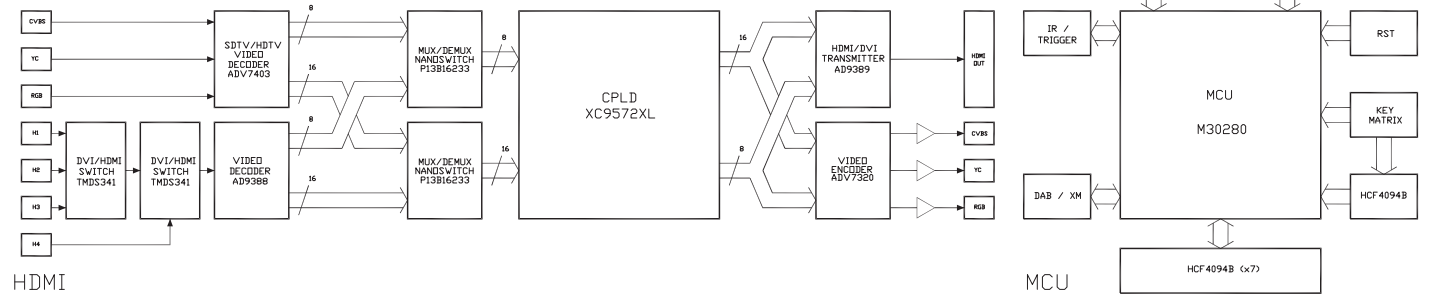 CVBS
YC
RGB
H1
H2
H3
H4
DVI/HDMI
SWITCH
TMDS341
DVI/HDMI
SWITCH
TMDS341
SDTV/HDTV
VIDEO
DECODER
ADV7403
VIDEO
DECODER
AD9388
8
16
8
16
MUX/DEMUX
NANOSWITCH
P13B16233
MUX/DEMUX
NANOSWITCH
P13B16233
8
16
CPLD
XC9572XL
16
8
HDMI/DVI
TRANSMITTER
AD9389
VIDEO
ENCODER
ADV7320
HDMI
OUT
CVBS
YC
RGB
HDMI
IR /
TRIGGER
DAB / XM
MCU
M30280
RST
KEY
MATRIX
HCF4094B
HCF4094B (x7)
MCU